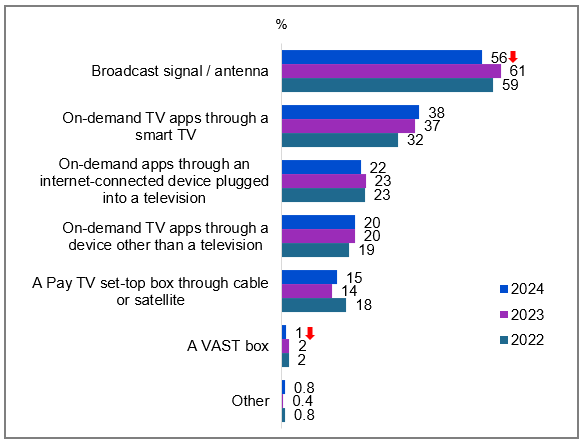 %
Broadcast signal / antenna
56
61
59
On-demand TV apps through a
smart TV
38
37
32
On-demand apps through an
internet-connected device plugged
into a television
22
23
23
On-demand TV apps through a
device other than a television
20
20
19
A Pay TV set-top box through cable
or satellite
15
14
18
A VAST box
1
2
2
Other
0.8
0.4
0.8
2024
2023
2022